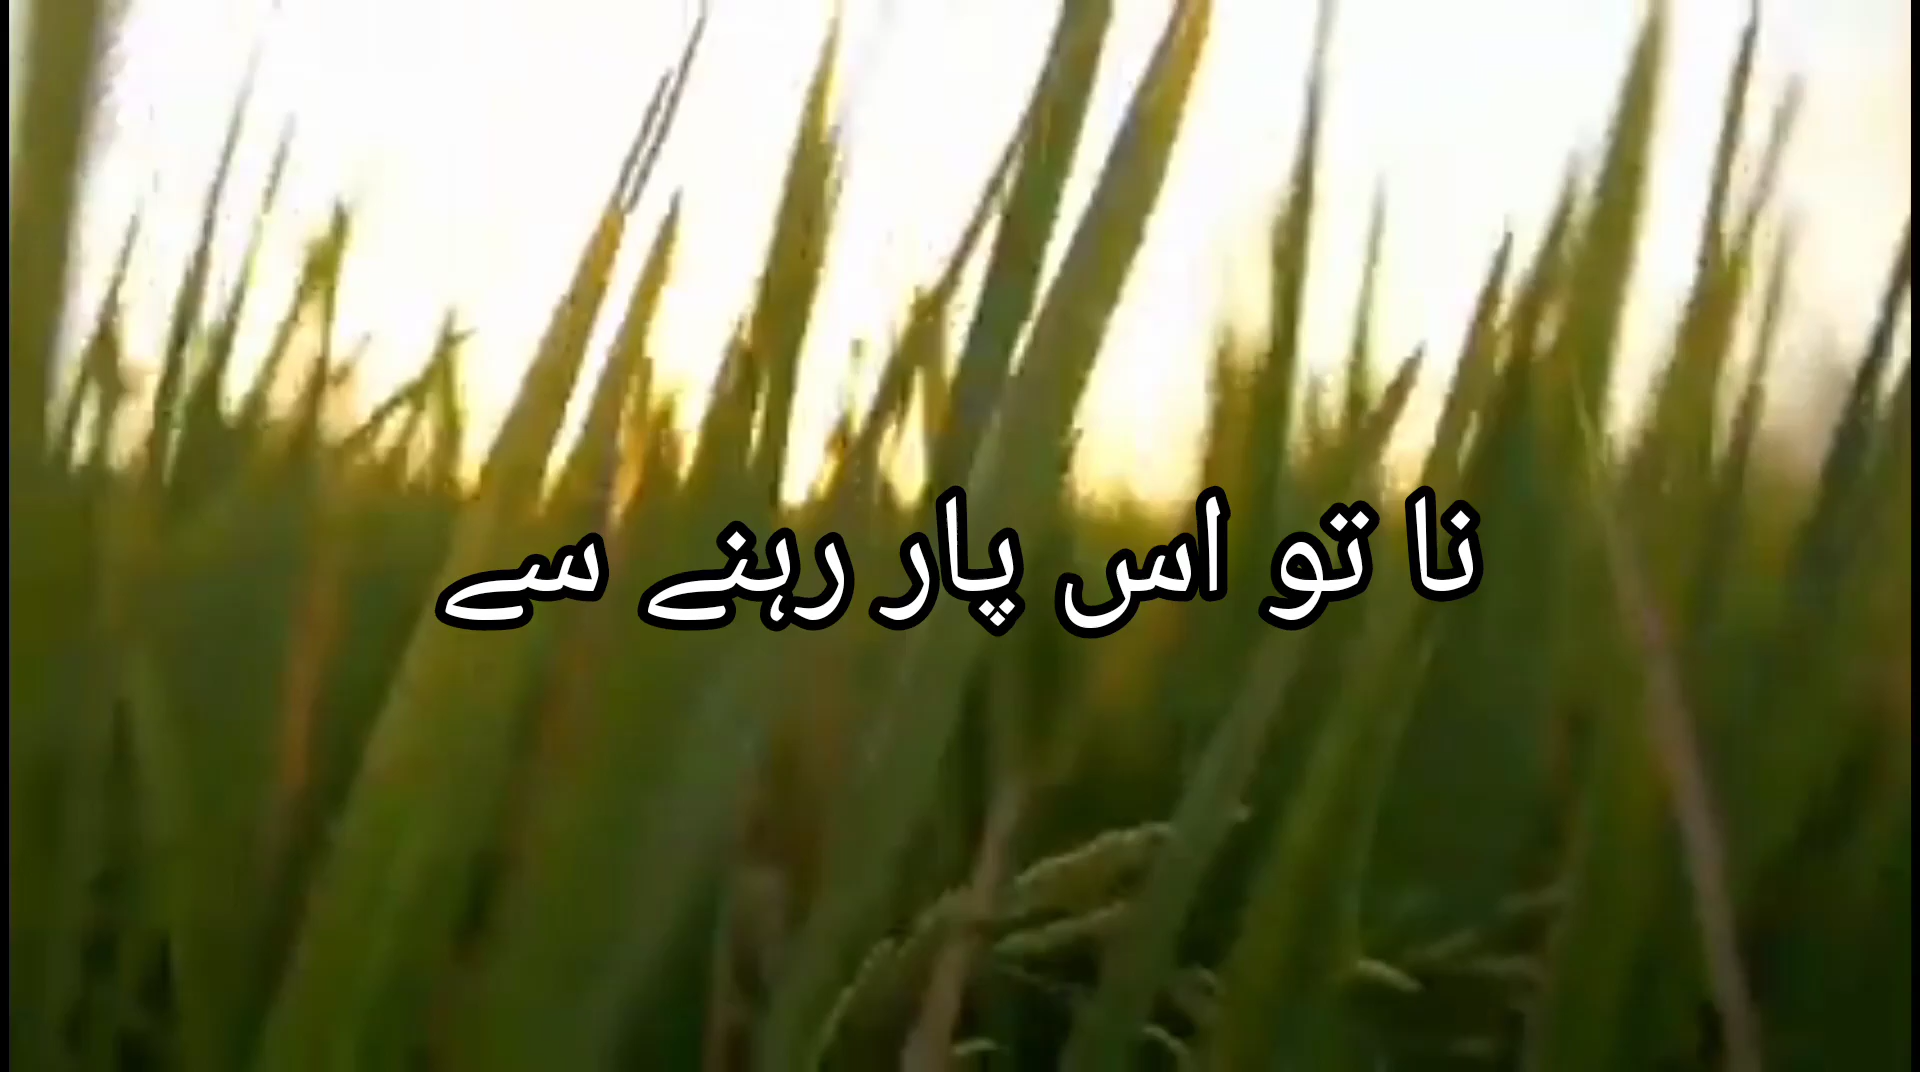 نا تو اس پار رہنے سے